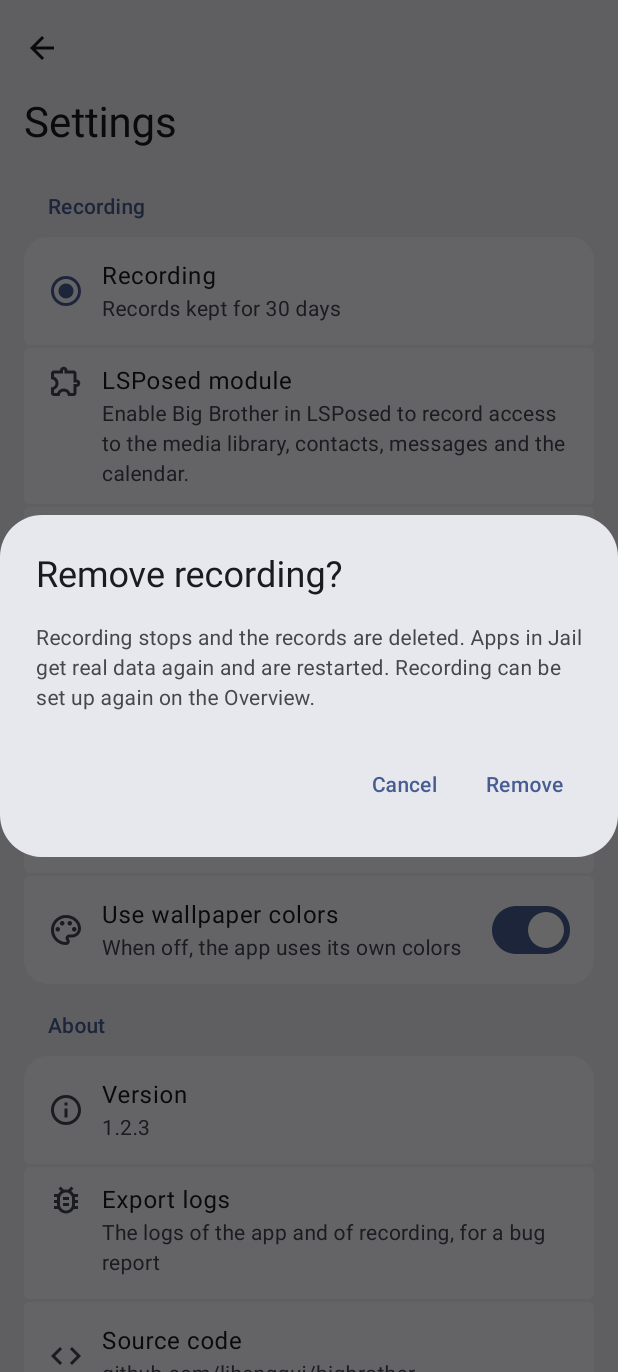 Settings
Recording
Recording
Records kept for 30 days
LSPosed module
Enable Big Brother in LSPosed to record access
to the media library, contacts, messages and the
calendar.
Remove recording?
Recording stops and the records are deleted. Apps in Jail
get real data again and are restarted. Recording can be
set up again on the Overview.
Cancel
Remove
Use wallpaper colors
When off, the app uses its own colors
About
Version
1.2.3
Export logs
The logs of the app and of recording, for a bug
report
Source code